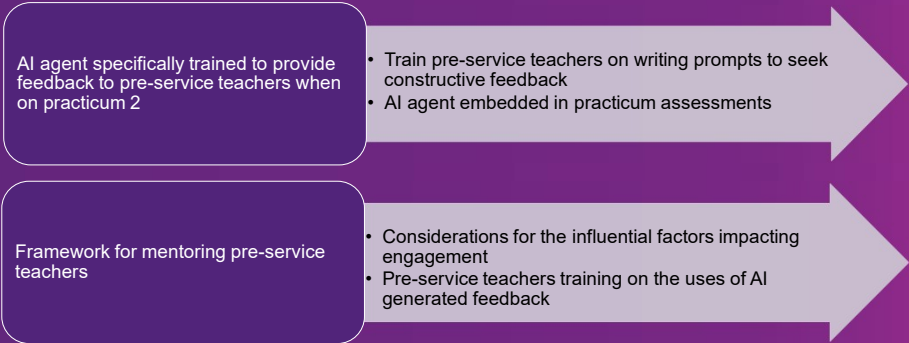 AI agent specifically trained to provide
feedback to pre-service teachers when
on practicum 2
• Train pre-service teachers on writing prompts to seek
constructive feedback
• AI agent embedded in practicum assessments
Framework for mentoring pre-service
teachers
• Considerations for the influential factors impacting
engagement
• Pre-service teachers training on the uses of AI
generated feedback